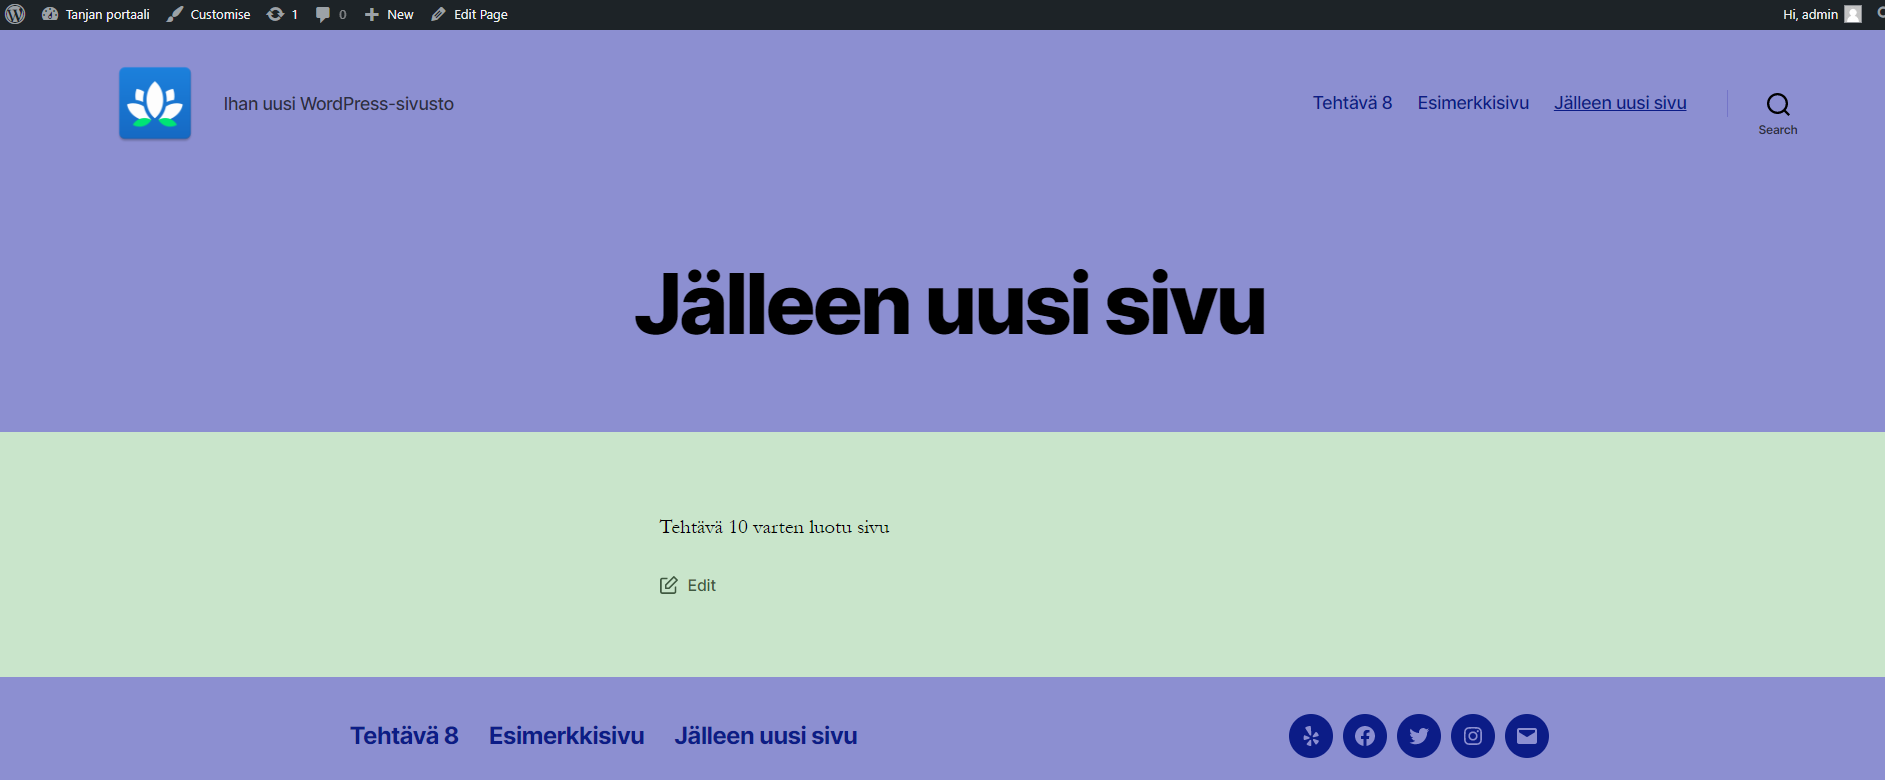 Tanjan portaali Customise 1 0 New Edit Page Hi, admin
Ihan uusi WordPress-sivusto Tehtävä 8 Esimerkkisivu Jälleen uusi sivu
Search
Jälleen uusi sivu
Tehtävä 10 varten luotu sivu
Edit
Tehtävä 8 Esimerkkisivu Jälleen uusi sivu